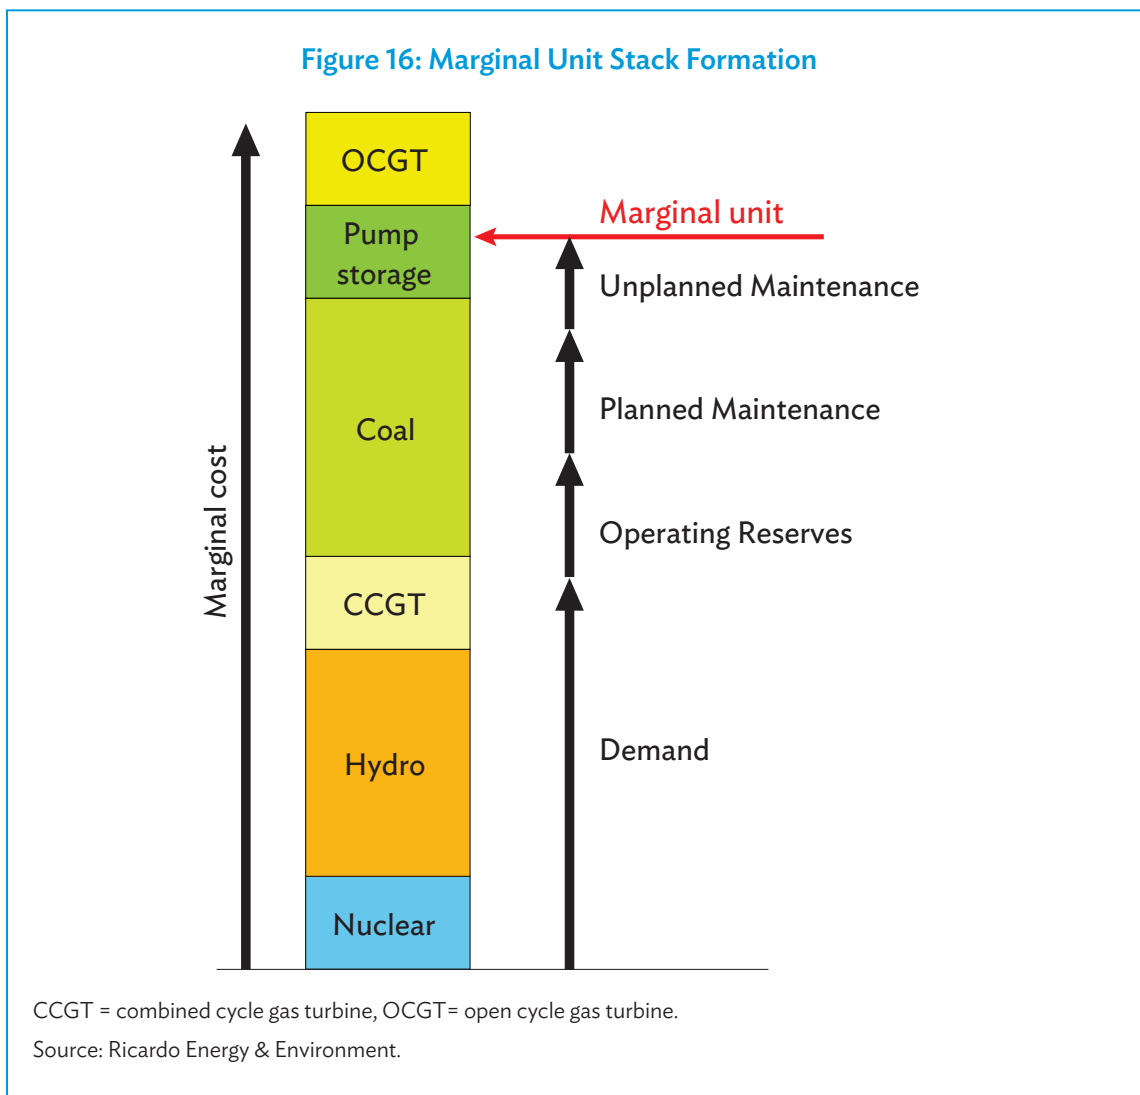 Figure 16: Marginal Unit Stack Formation
OCGT
Marginal unit
Pump
storage
Unplanned Maintenance
Planned Maintenance
Coal
Marginal cost
Operating Reserves
CCGT
Demand
Hydro
Nuclear
CCGT = combined cycle gas turbine, OCGT= open cycle gas turbine.
Source: Ricardo Energy & Environment.